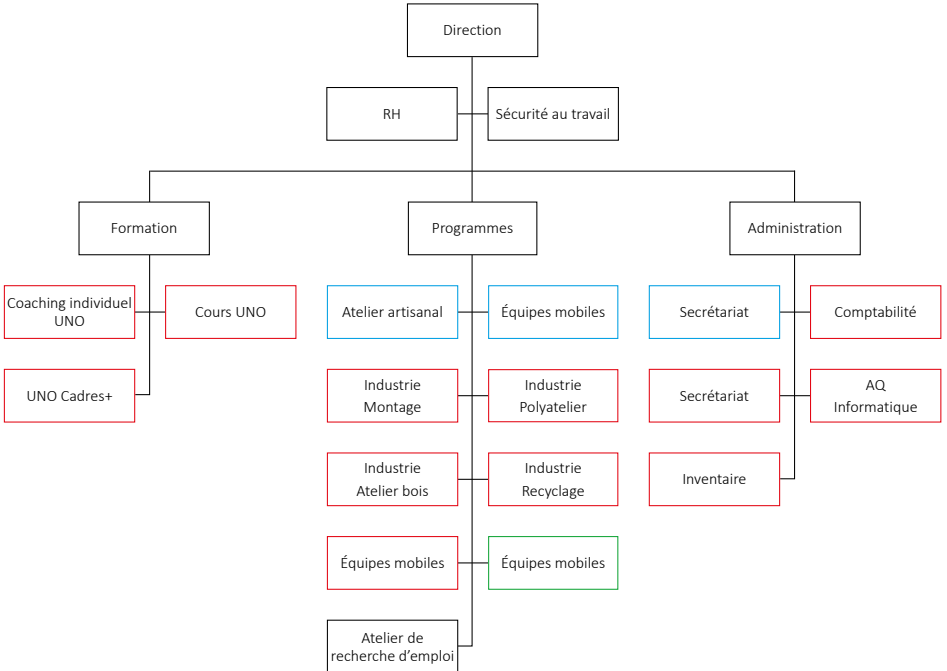 Direction
RH
Sécurité au travail
Formation
Programmes
Administration
Coaching individuel
UNO
Cours UNO
Atelier artisanal
Équipes mobiles
Secrétariat
Comptabilité
UNO Cadres+
Industrie
Montage
Industrie
Polyatelier
Secrétariat
AQ
Informatique
Industrie
Atelier bois
Industrie
Recyclage
Inventaire
Équipes mobiles
Équipes mobiles
Atelier de
recherche d’emploi